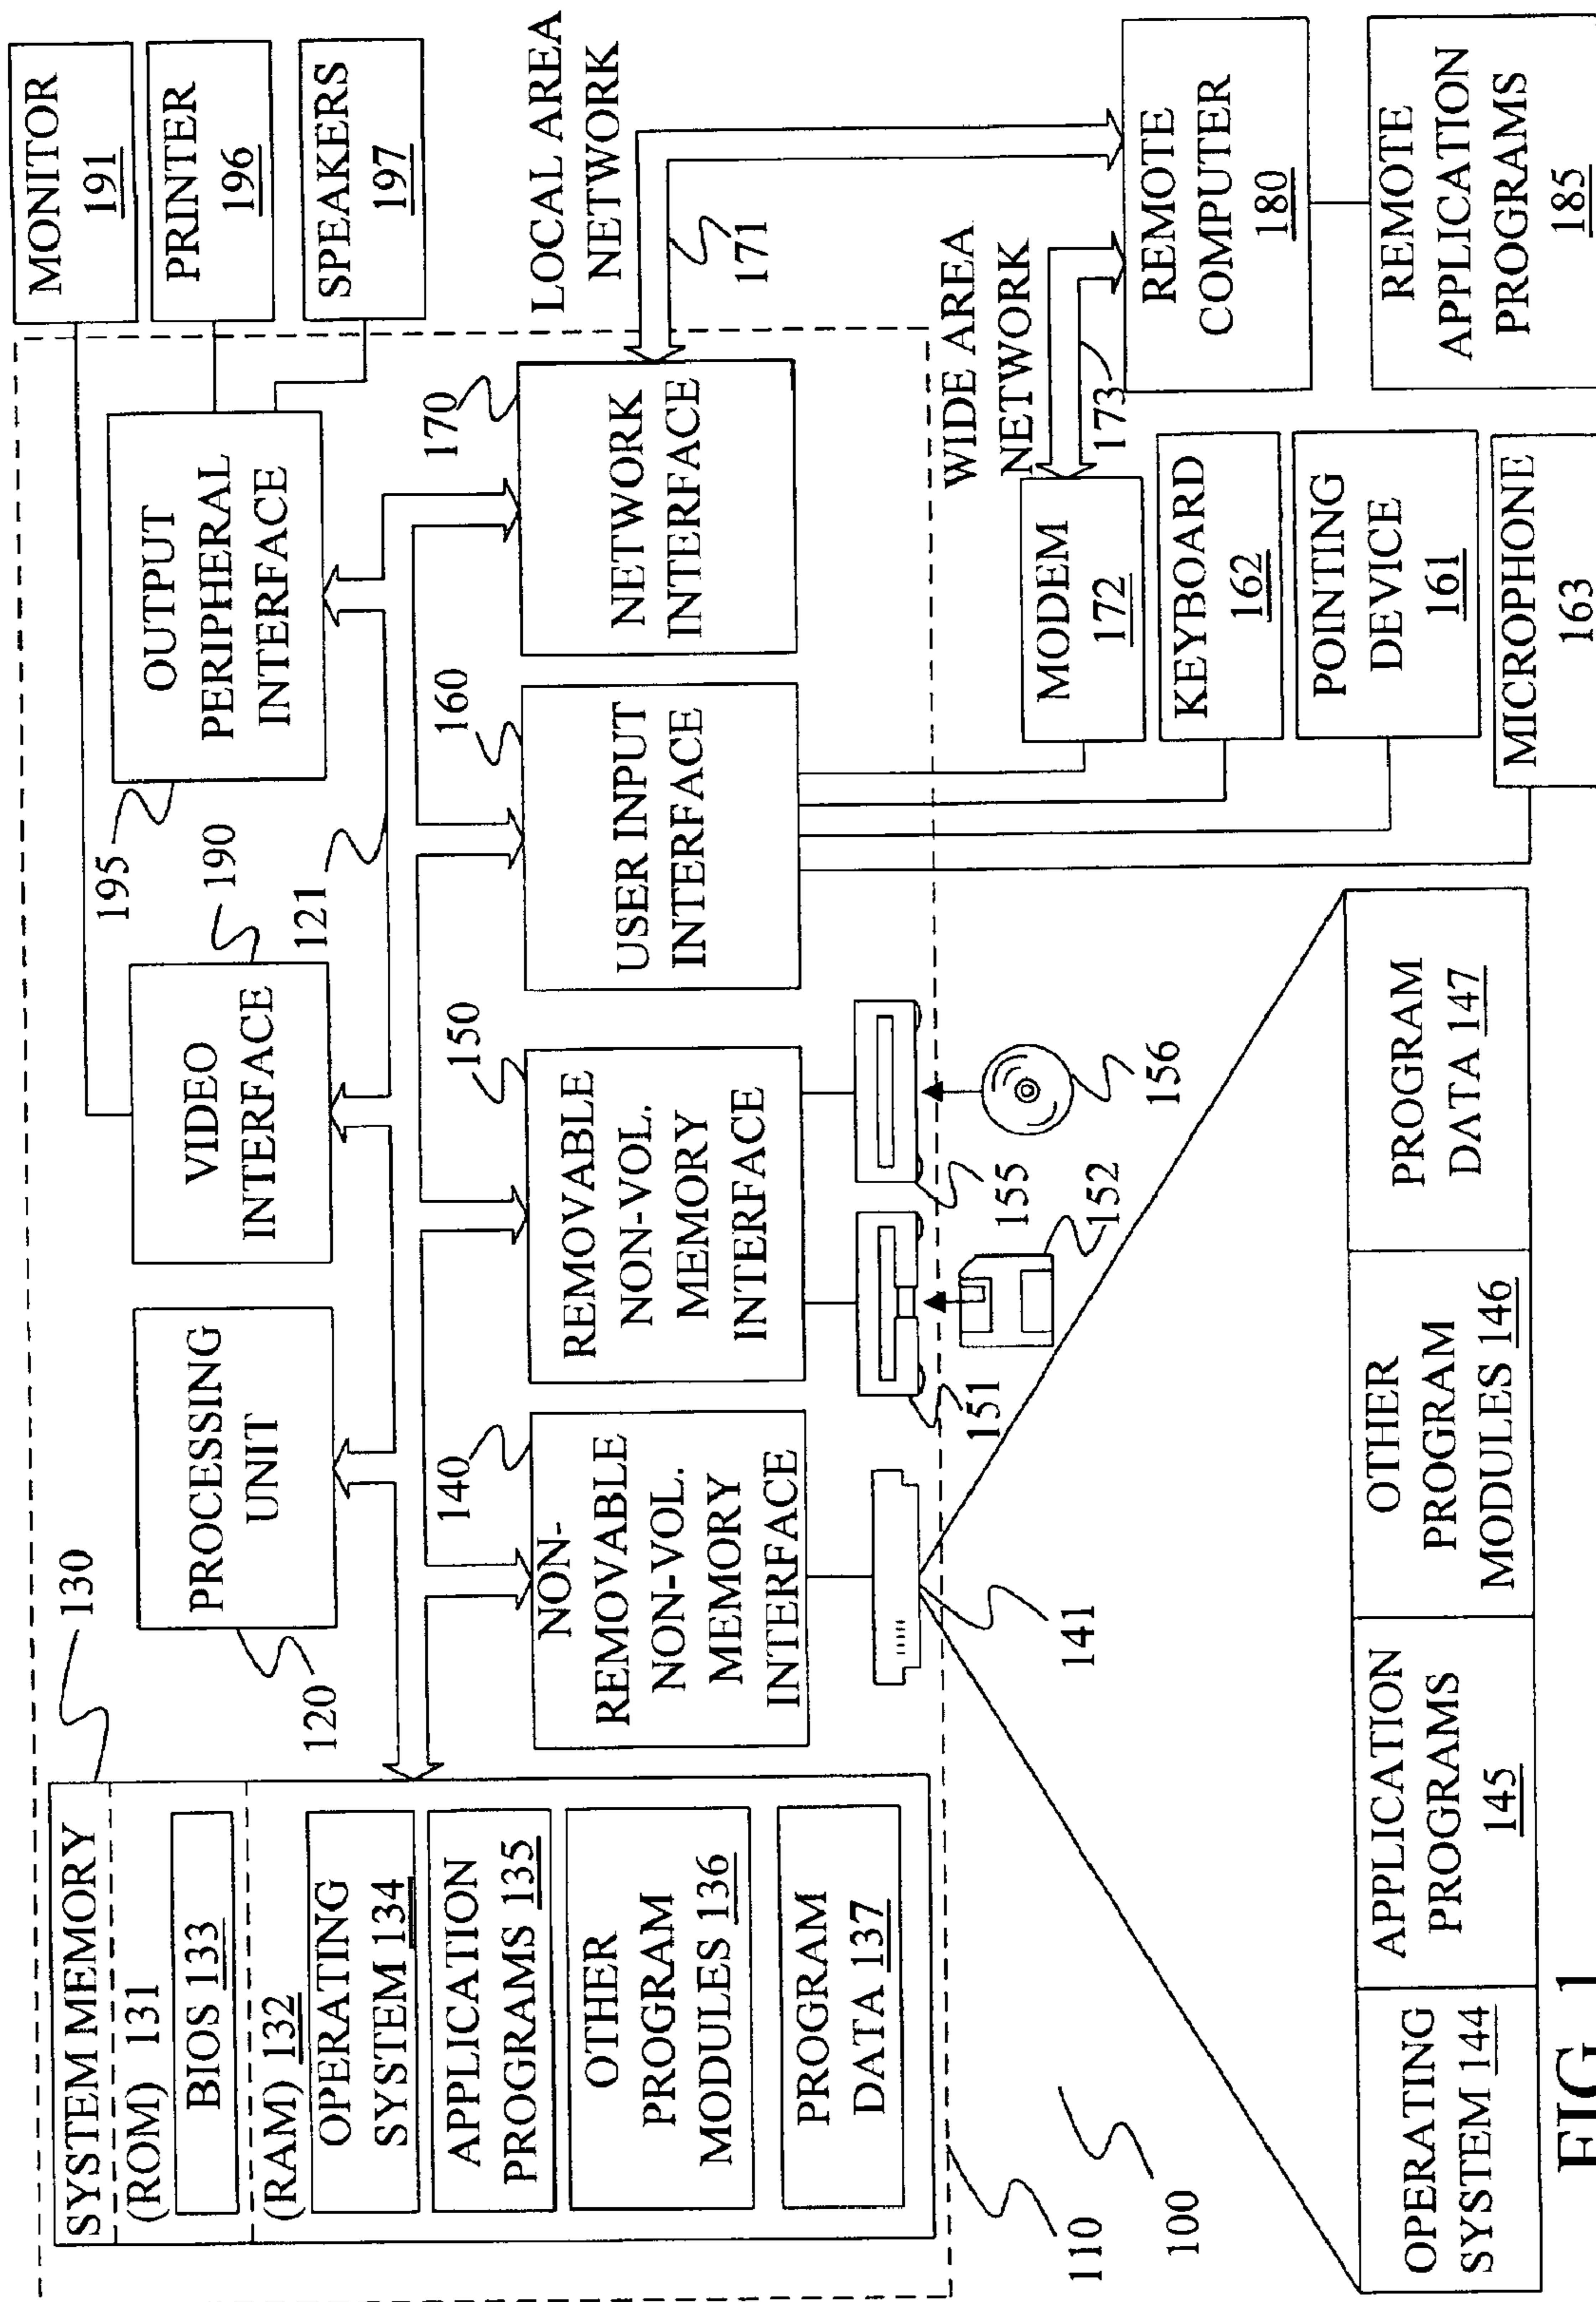 SYSTEM MEMORY
(ROM) 131
BIOS 133
(RAM) 132
OPERATING
SYSTEM 134
APPLICATION
PROGRAMS 135
OTHER
PROGRAM
MODULES 136
PROGRAM
DATA 137
130
PROCESSING
UNIT
120
VIDEO
INTERFACE
190
121
OUTPUT
PERIPHERAL
INTERFACE
195
MONITOR
191
PRINTER
196
SPEAKERS
197
NON-
REMOVABLE
NON-VOL.
MEMORY
INTERFACE
140
REMOVABLE
NON-VOL.
MEMORY
INTERFACE
150
USER INPUT
INTERFACE
160
NETWORK
INTERFACE
170
LOCAL AREA
NETWORK
171
141
151
152
155
156
WIDE AREA
NETWORK
173
MODEM
172
KEYBOARD
162
POINTING
DEVICE
161
MICROPHONE
163
REMOTE
COMPUTER
180
REMOTE
APPLICATION
PROGRAMS
185
110
100
OPERATING
SYSTEM 144
APPLICATION
PROGRAMS
145
OTHER
PROGRAM
MODULES 146
PROGRAM
DATA 147
FIG. 1